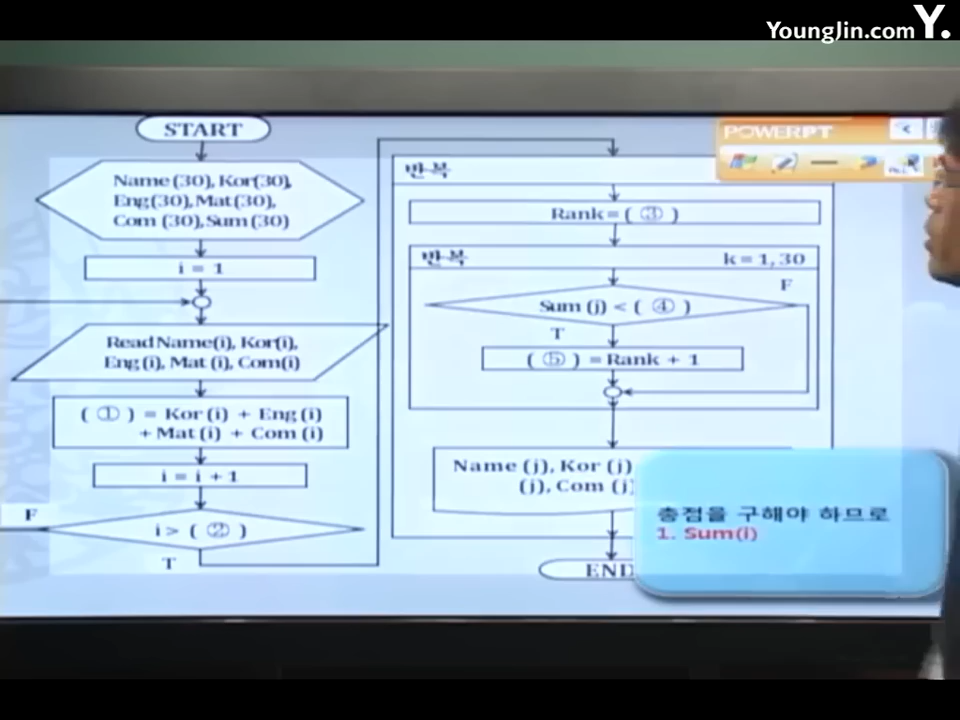 YoungJin.com Y.
START
Name (30), Kor(30),
Eng(30), Mat (30),
Com (30), Sum (30)
i = 1
Read Name(i), Kor(i),
Eng (i), Mat (i), Com(i)
( ① ) = Kor (i) + Eng (i)
+ Mat (i) + Com (i)
i = i + 1
F
i > ( ② )
T
반복
Rank = ( ③ )
반복
k = 1, 30
F
Sum (j) < ( ④ )
T
( ⑤ ) = Rank + 1
Name (j), Kor (j)
(j), Com (j)
END
POWERPT
총점을 구해야 하므로
1. Sum(i)